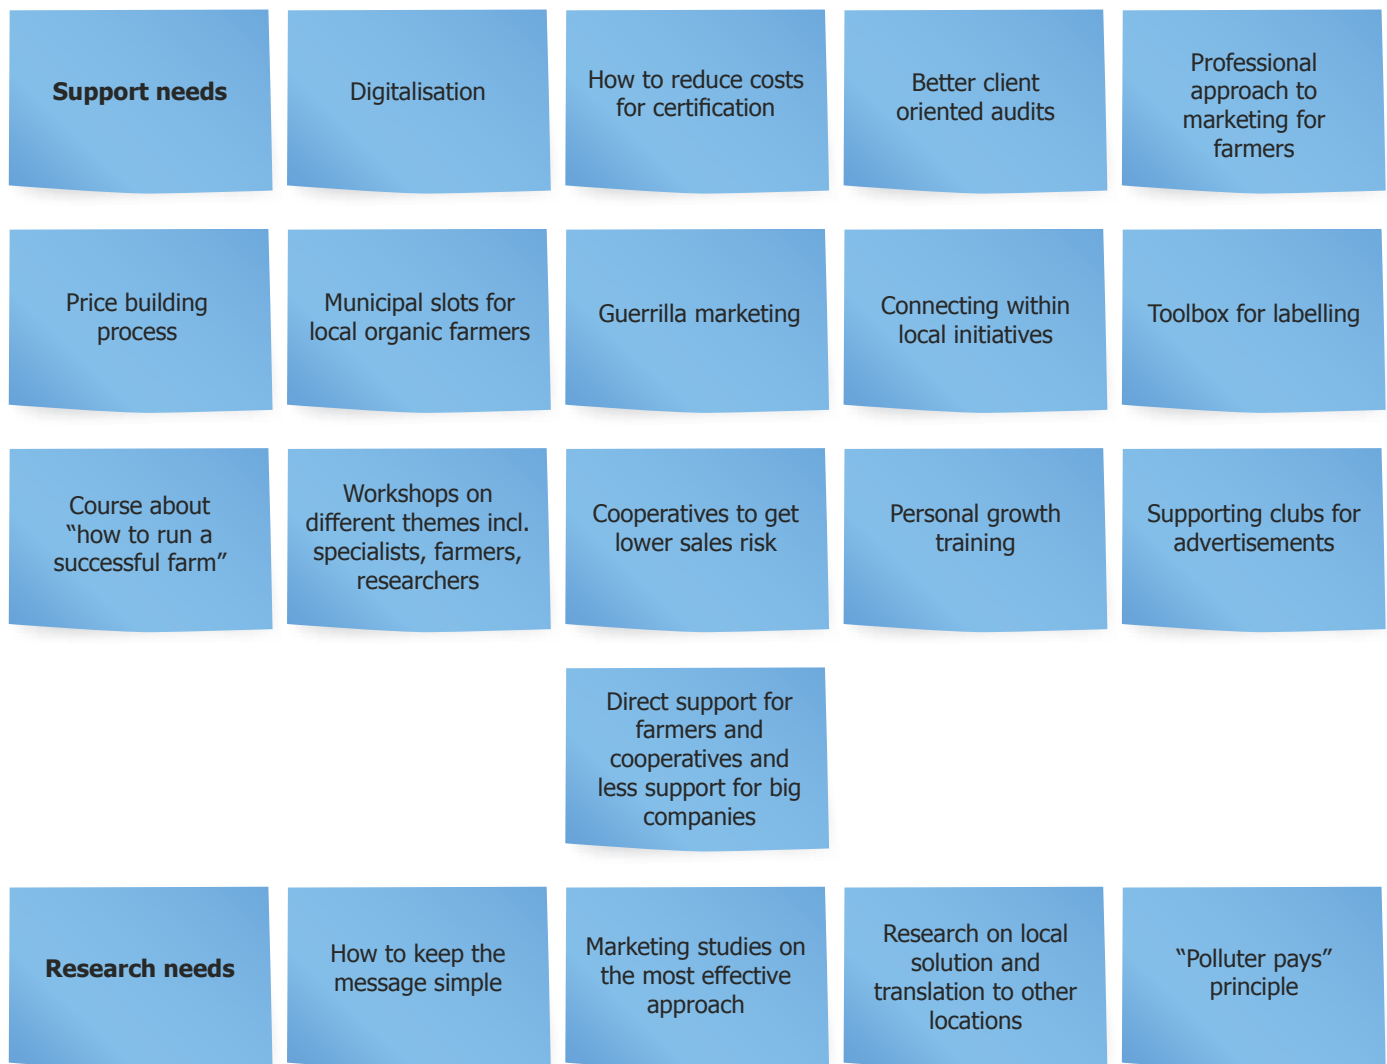 Support needs
Digitalisation
How to reduce costs
for certification
Better client
oriented audits
Professional
approach to
marketing for
farmers
Price building
process
Municipal slots for
local organic farmers
Guerrilla marketing
Connecting within
local initiatives
Toolbox for labelling
Course about
“how to run a
successful farm”
Workshops on
different themes incl.
specialists, farmers,
researchers
Cooperatives to get
lower sales risk
Personal growth
training
Supporting clubs for
advertisements
Direct support for
farmers and
cooperatives and
less support for big
companies
Research needs
How to keep the
message simple
Marketing studies on
the most effective
approach
Research on local
solution and
translation to other
locations
“Polluter pays”
principle